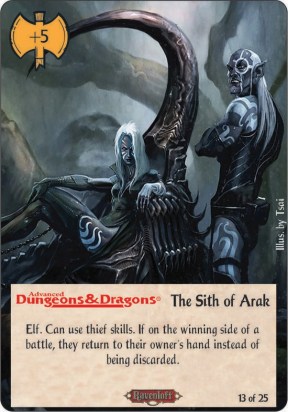 +5
Illus. by Tsai
Advanced
Dungeons&Dragons®
The Sith of Arak
Elf. Can use thief skills. If on the winning side of a
battle, they return to their owner's hand instead of
being discarded.
Ravenloft
13 of 25